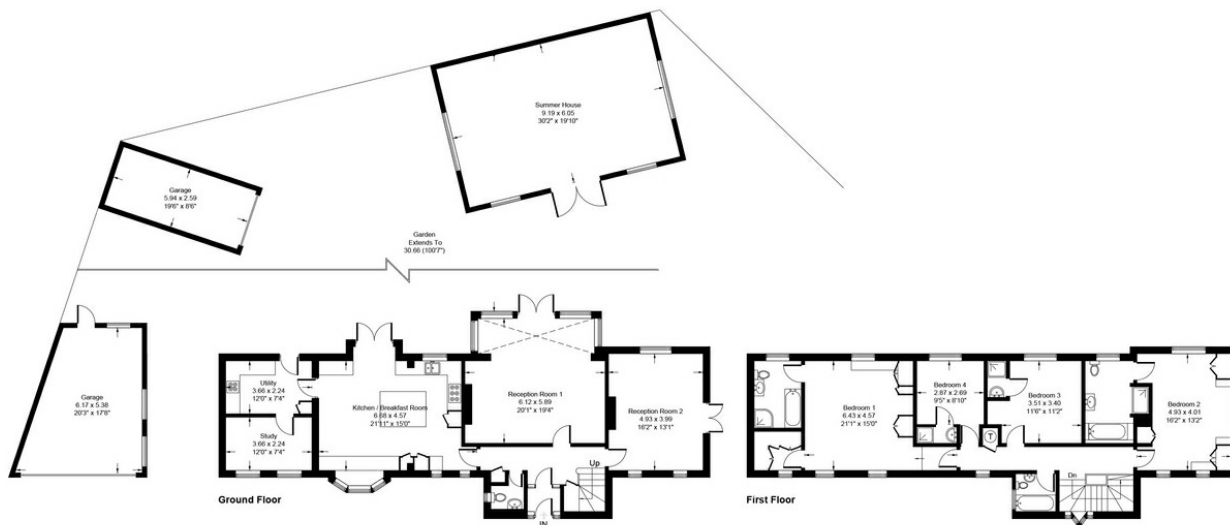 Summer House
9.19 x 6.05
30'2" x 19'10"
Garage
5.94 x 2.59
19'6" x 8'6"
Garden
Extends To
30.66 (100'7")
Garage
6.17 x 5.38
20'3" x 17'8"
Utility
3.66 x 2.24
12'0" x 7'4"
Study
3.66 x 2.24
12'0" x 7'4"
Kitchen / Breakfast Room
6.68 x 4.57
21'11" x 15'0"
Reception Room 1
6.12 x 5.89
20'1" x 19'4"
Reception Room 2
4.93 x 3.99
16'2" x 13'1"
Up
IN
Ground Floor
Bedroom 1
6.43 x 4.57
21'1" x 15'0"
Bedroom 4
2.87 x 2.69
9'5" x 8'10"
T
Bedroom 3
3.51 x 3.40
11'6" x 11'2"
Bedroom 2
4.93 x 4.01
16'2" x 13'2"
Dn
First Floor